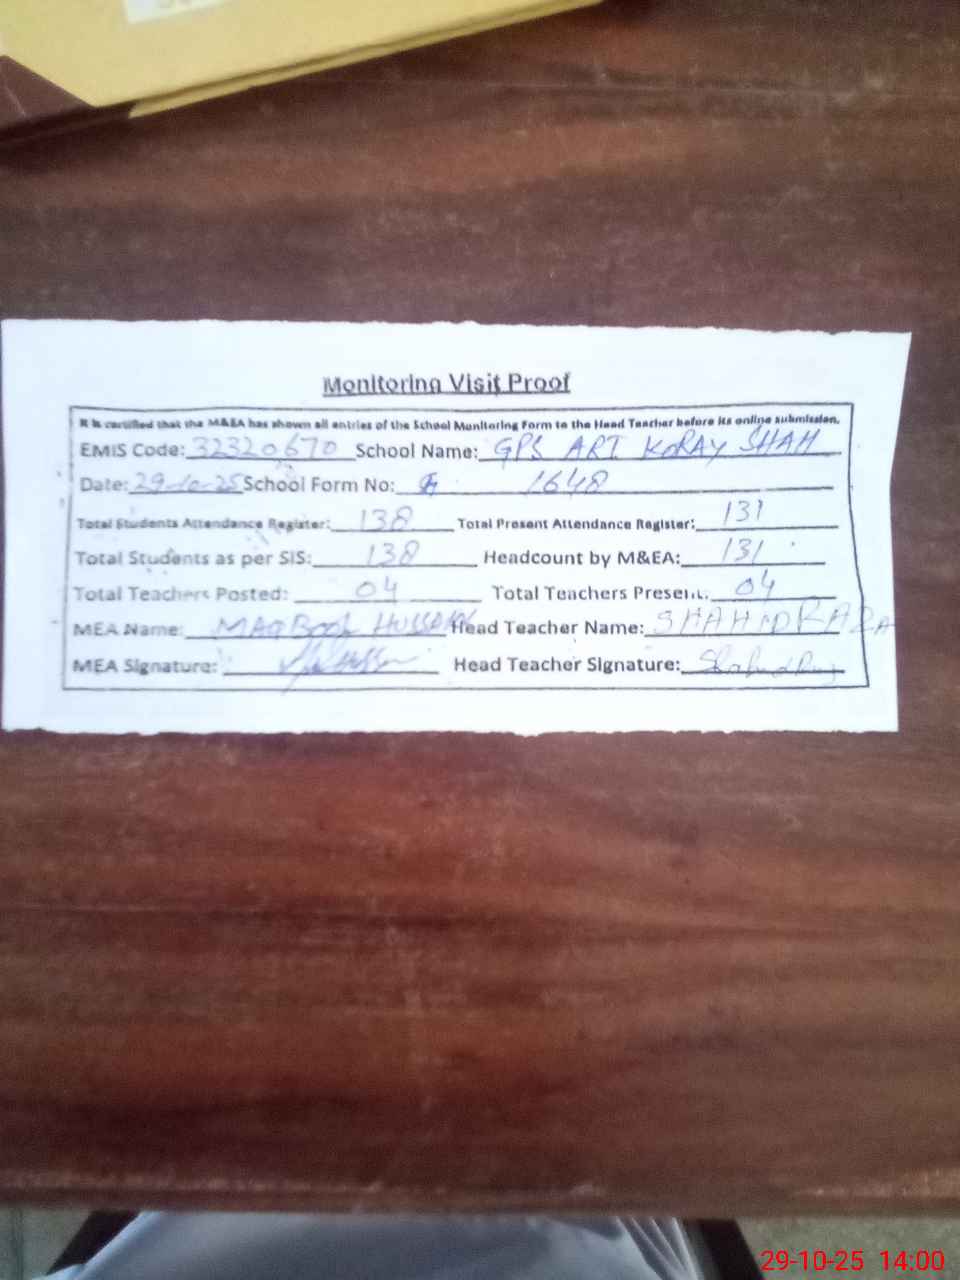 Monitoring Visit Proof
It is certified that the M&EA has shown all entries of the School Monitoring Form to the Head Teacher before its online submission.
EMIS Code: 32320670 School Name: GPS ART KORAY SHAH
Date: 29-10-25 School Form No: 1648
Total Students Attendance Register: 138 Total Present Attendance Register: 131
Total Students as per SIS: 138 Headcount by M&EA: 131
Total Teachers Posted: 04 Total Teachers Present: 04
MEA Name: MAQBOOL HUSSAIN Head Teacher Name: SHAHID RAZA
MEA Signature: Head Teacher Signature:
29-10-25 14:00